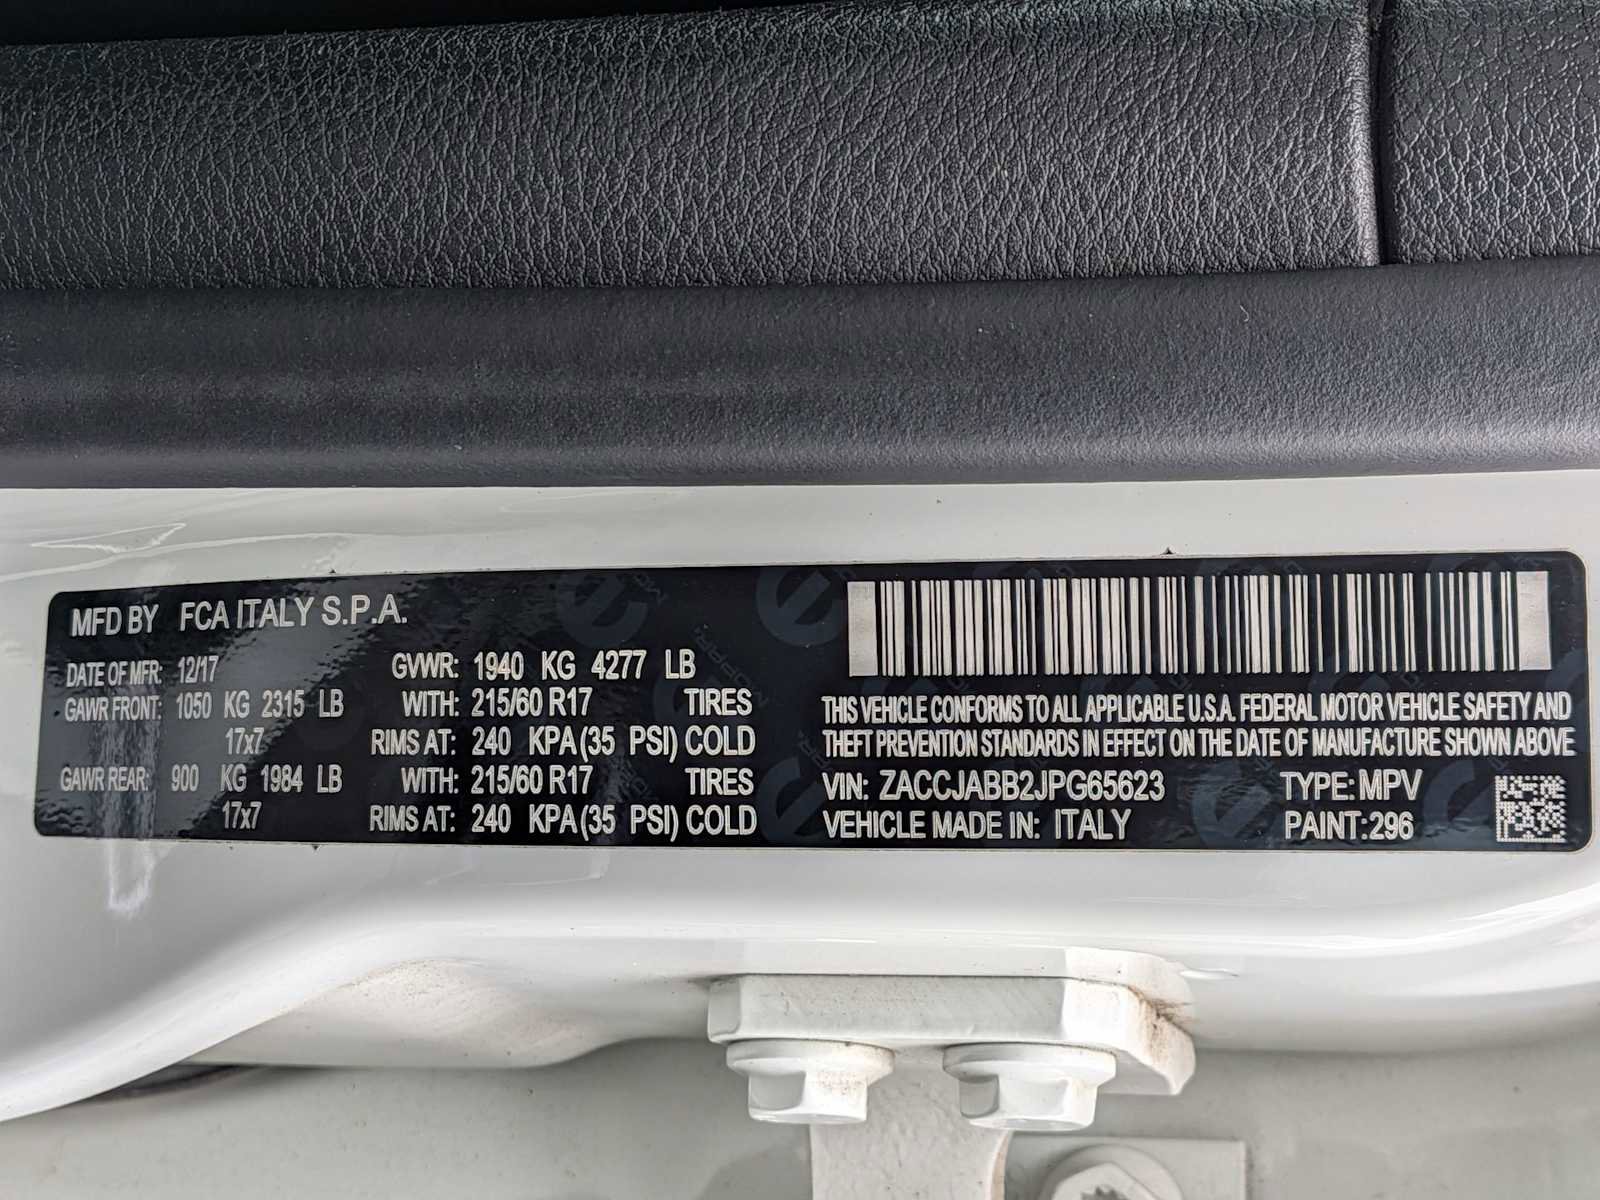 MFD BY FCA ITALY S.P.A.
DATE OF MFR: 12/17 GVWR: 1940 KG 4277 LB
GAWR FRONT: 1050 KG 2315 LB WITH: 215/60 R17 TIRES
17x7 RIMS AT: 240 KPA (35 PSI) COLD
GAWR REAR: 900 KG 1984 LB WITH: 215/60 R17 TIRES
17x7 RIMS AT: 240 KPA (35 PSI) COLD
THIS VEHICLE CONFORMS TO ALL APPLICABLE U.S.A. FEDERAL MOTOR VEHICLE SAFETY AND
THEFT PREVENTION STANDARDS IN EFFECT ON THE DATE OF MANUFACTURE SHOWN ABOVE
VIN: ZACCJABB2JPG65623 TYPE: MPV
VEHICLE MADE IN: ITALY PAINT: 296